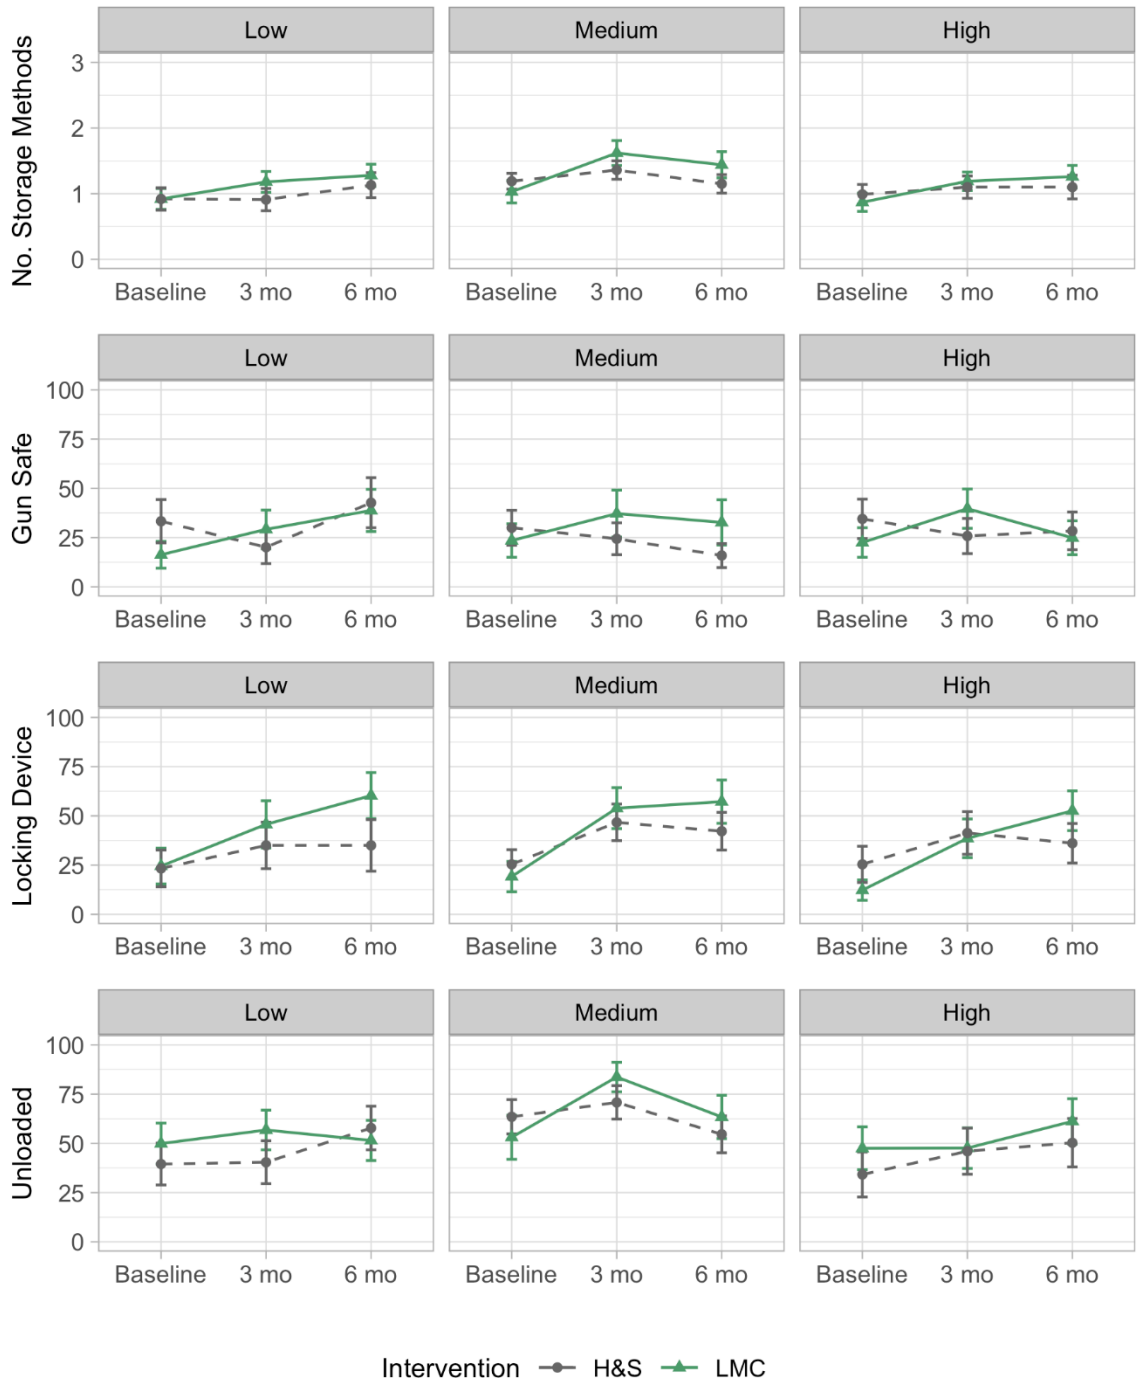 No. Storage Methods
Low Medium High
3
2
1
0
Baseline 3 mo 6 mo Baseline 3 mo 6 mo Baseline 3 mo 6 mo
Gun Safe
Low Medium High
100
75
50
25
0
Baseline 3 mo 6 mo Baseline 3 mo 6 mo Baseline 3 mo 6 mo
Locking Device
Low Medium High
100
75
50
25
0
Baseline 3 mo 6 mo Baseline 3 mo 6 mo Baseline 3 mo 6 mo
Unloaded
Low Medium High
100
75
50
25
0
Baseline 3 mo 6 mo Baseline 3 mo 6 mo Baseline 3 mo 6 mo
Intervention H&S LMC